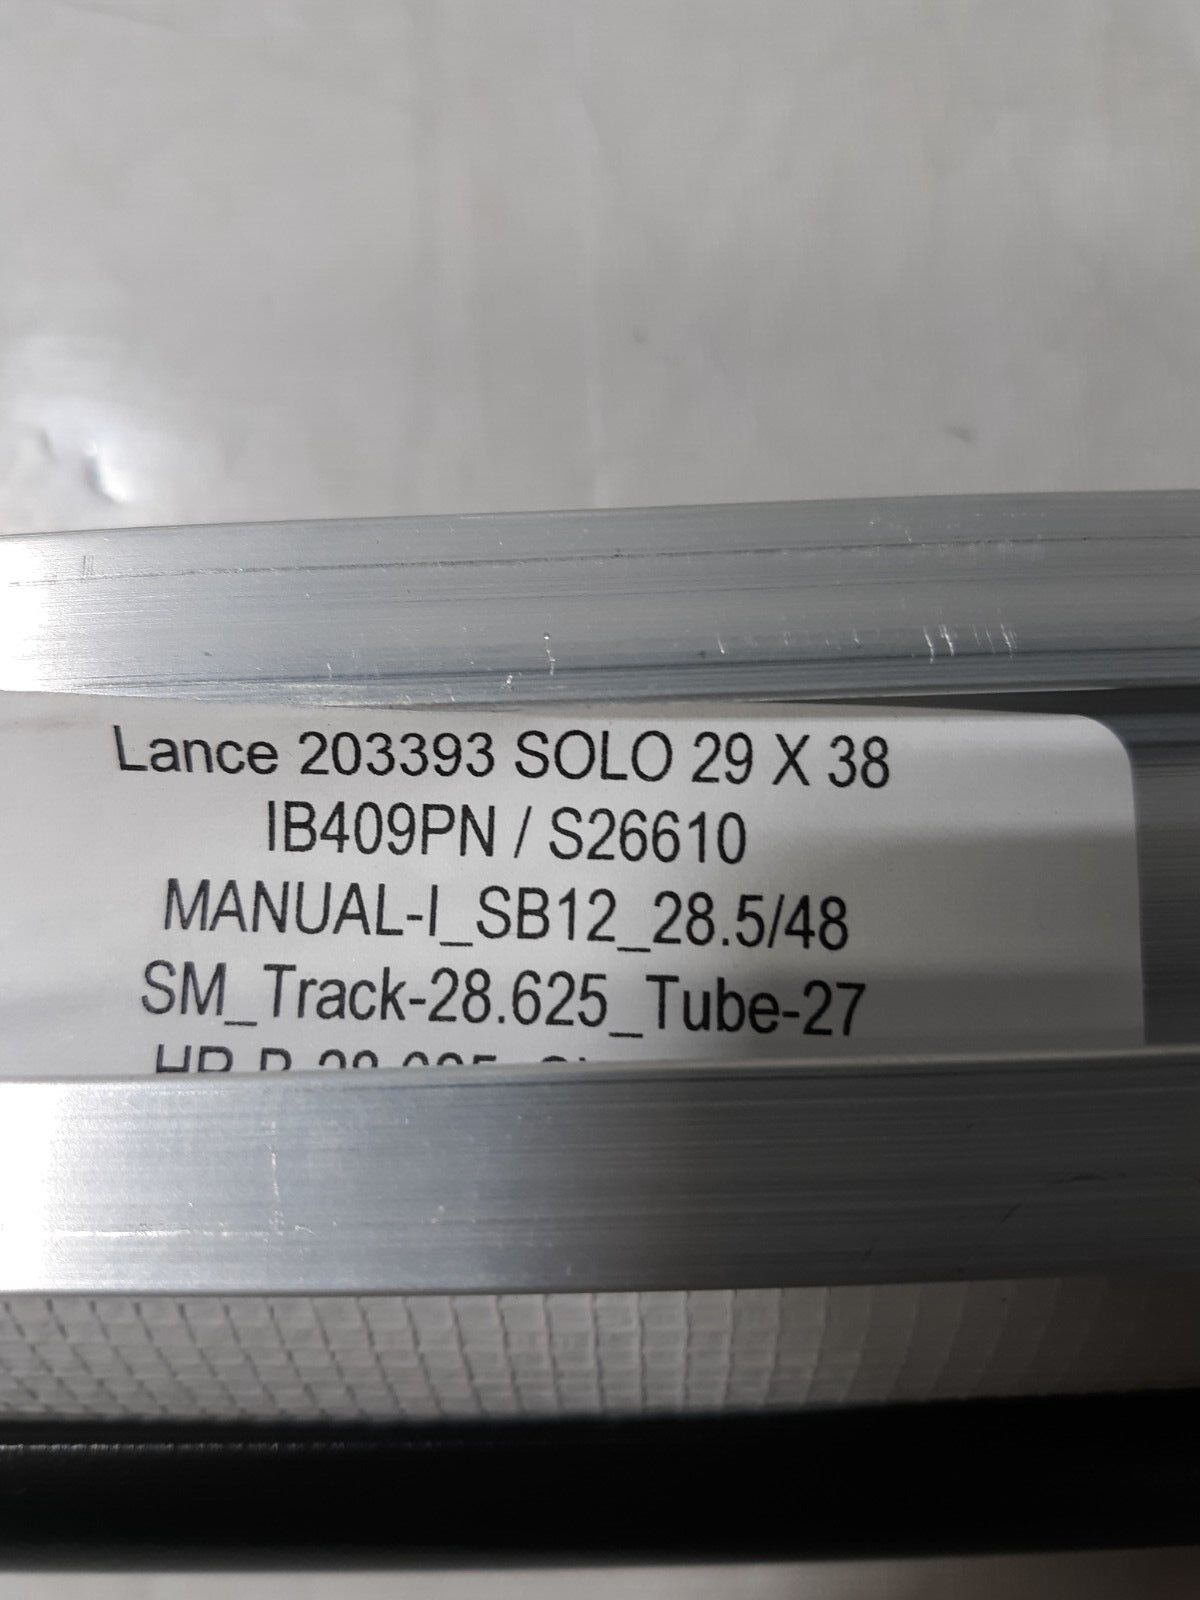 Lance 203393 SOLO 29 X 38
IB409PN / S26610
MANUAL-I_SB12_28.5/48
SM_Track-28.625_Tube-27